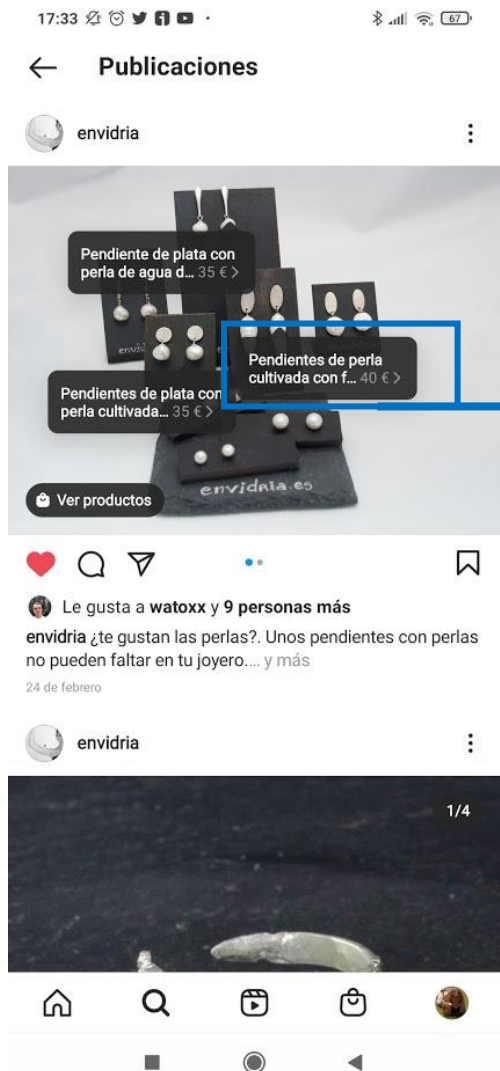 17:33
67
Publicaciones
envidria
Pendiente de plata con
perla de agua d... 35 € >
Pendientes de perla
cultivada con f... 40 € >
Pendientes de plata con
perla cultivada... 35 € >
envidria.es
Ver productos
Le gusta a watoxx y 9 personas más
envidria ¿te gustan las perlas?. Unos pendientes con perlas
no pueden faltar en tu joyero.... y más
24 de febrero
envidria
1/4